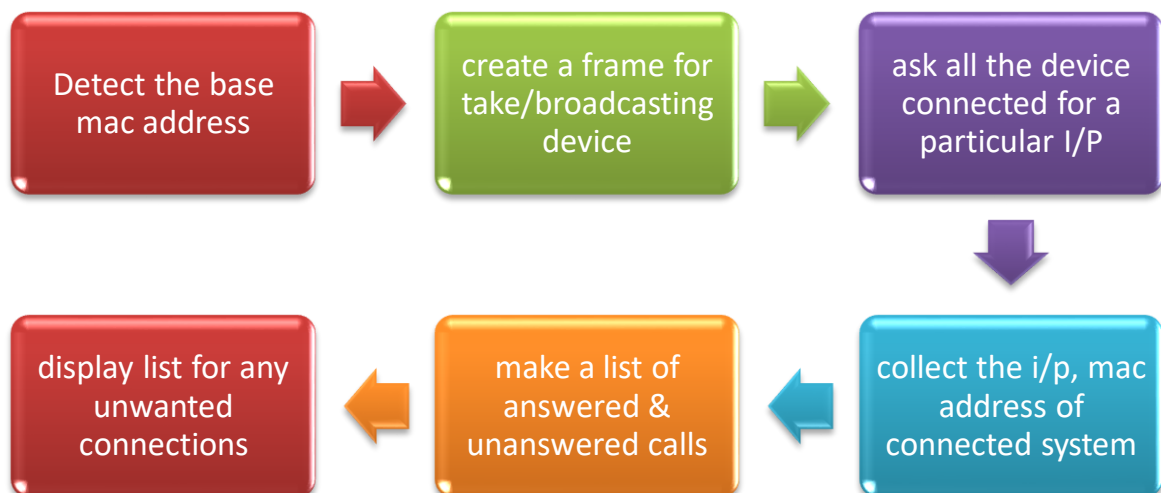 Detect the base
mac address
create a frame for
take/broadcasting
device
ask all the device
connected for a
particular I/P
collect the i/p, mac
address of
connected system
make a list of
answered &
unanswered calls
display list for any
unwanted
connections